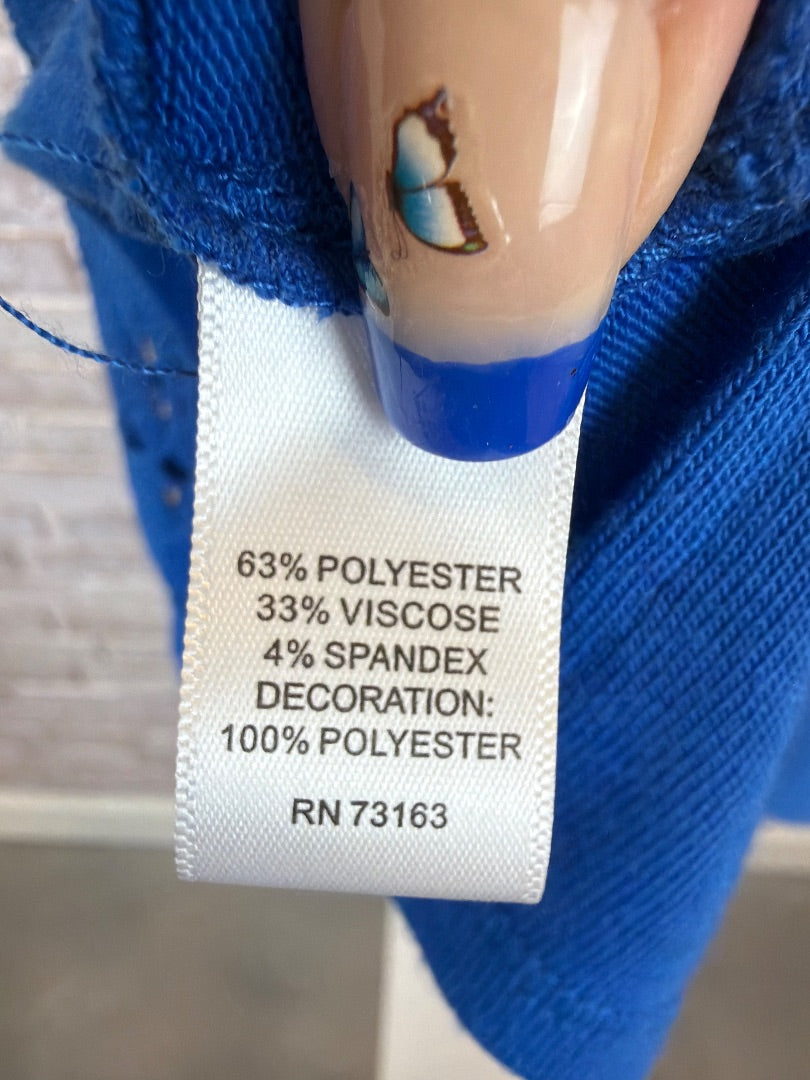 63% POLYESTER
33% VISCOSE
4% SPANDEX
DECORATION:
100% POLYESTER
RN 73163